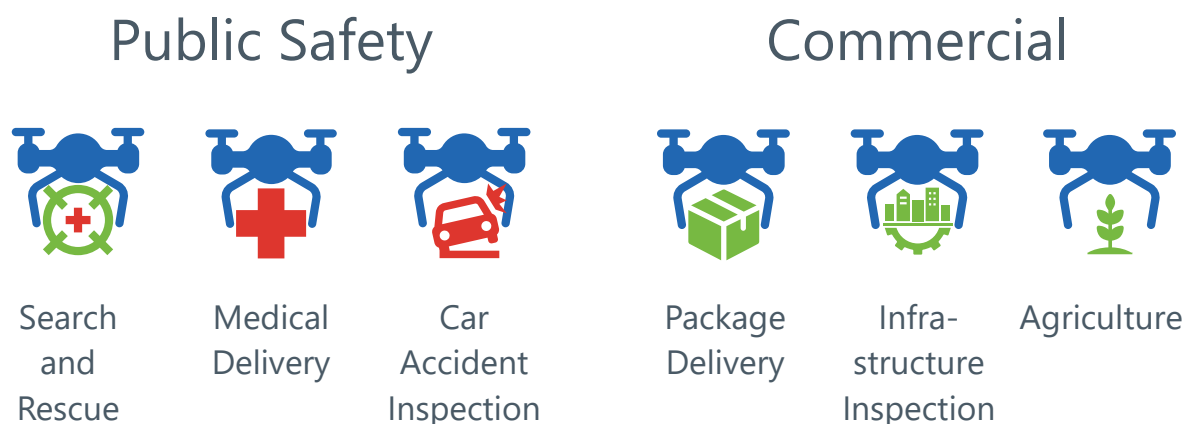 Public Safety
Commercial
Search
and
Rescue
Medical
Delivery
Car
Accident
Inspection
Package
Delivery
Infra-
structure
Inspection
Agriculture